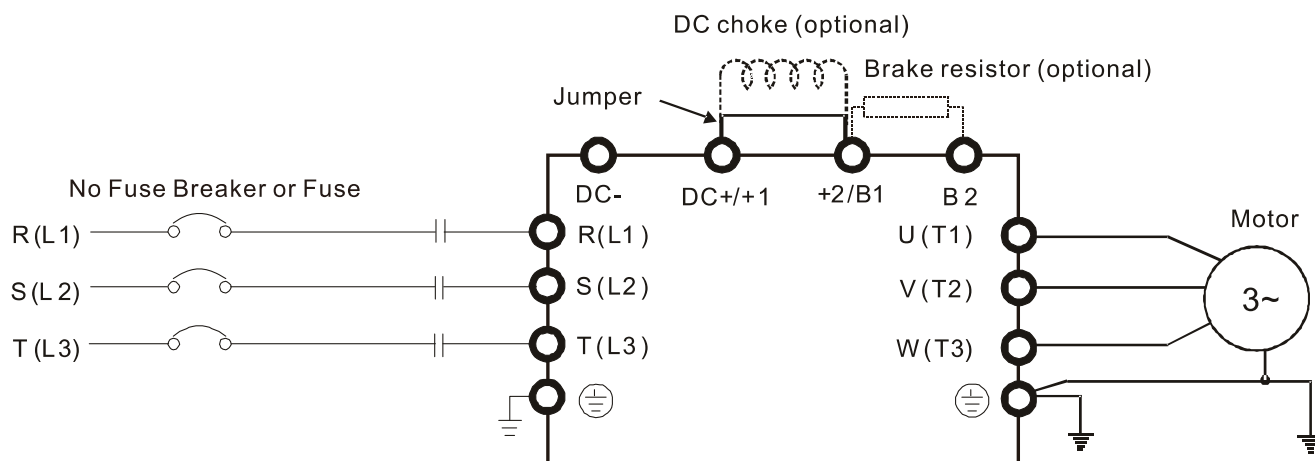 DC choke (optional)
Brake resistor (optional)
Jumper
No Fuse Breaker or Fuse
DC-
DC+/+1
+2/B1
B2
Motor
R(L1)
R(L1)
U(T1)
S(L2)
S(L2)
V(T2)
3~
T(L3)
T(L3)
W(T3)